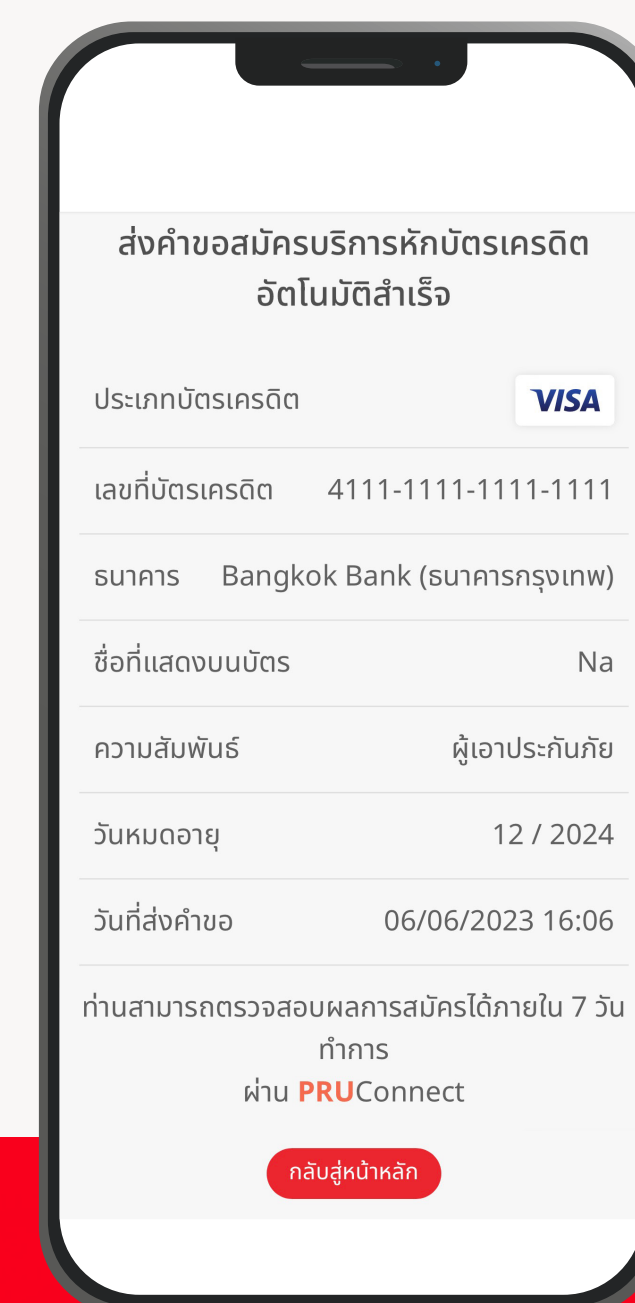 ส่งคำขอสมัครบริการหักบัตรเครดิต
อัตโนมัติสำเร็จ
ประเภทบัตรเครดิต VISA
เลขที่บัตรเครดิต 4111-1111-1111-1111
ธนาคาร Bangkok Bank (ธนาคารกรุงเทพ)
ชื่อที่แสดงบนบัตร Na
ความสัมพันธ์ ผู้เอาประกันภัย
วันหมดอายุ 12 / 2024
วันที่ส่งคำขอ 06/06/2023 16:06
ท่านสามารถตรวจสอบผลการสมัครได้ภายใน 7 วัน
ทำการ
ผ่าน PRUConnect
กลับสู่หน้าหลัก